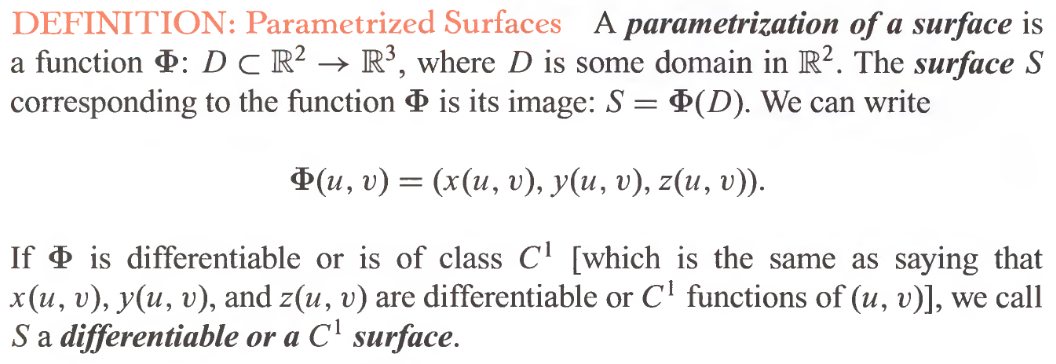 DEFINITION: Parametrized Surfaces A parametrization of a surface is
a function Φ: D ⊂ ℝ² → ℝ³, where D is some domain in ℝ². The surface S
corresponding to the function Φ is its image: S = Φ(D). We can write
Φ(u, v) = (x(u, v), y(u, v), z(u, v)).
If Φ is differentiable or is of class C¹ [which is the same as saying that
x(u, v), y(u, v), and z(u, v) are differentiable or C¹ functions of (u, v)], we call
S a differentiable or a C¹ surface.